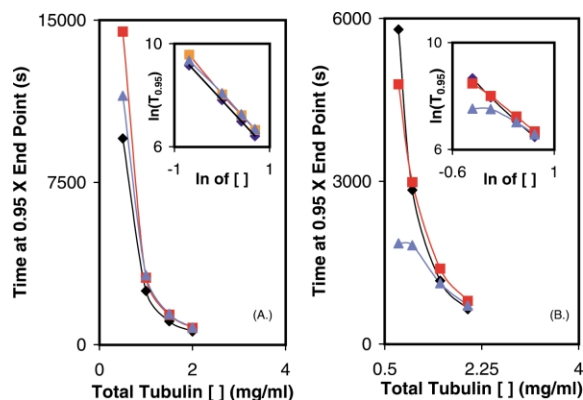 15000
7500
0
Time at 0.95 X End Point (s)
10
6
ln(T0.95)
-1
1
ln of [ ]
(A.)
0
2
4
Total Tubulin [ ] (mg/ml)
6000
3000
0
Time at 0.95 X End Point (s)
10
6
ln(T0.95)
-0.6
1
ln of [ ]
(B.)
0.5
2.25
4
Total Tubulin [ ] (mg/ml)